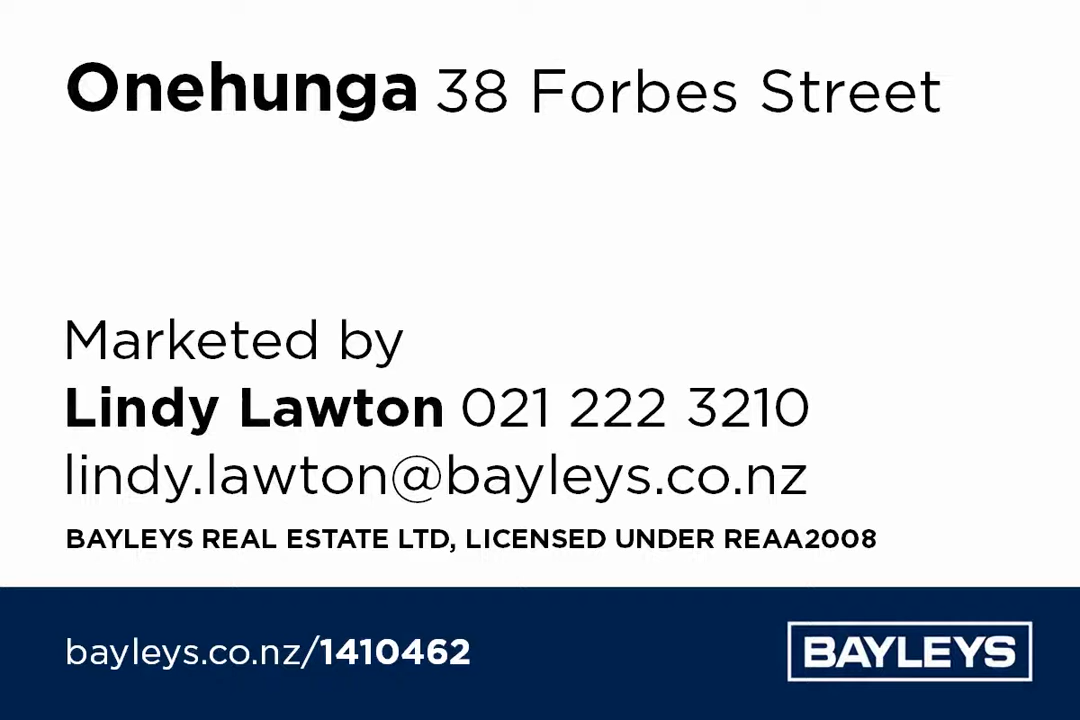 Onehunga 38 Forbes Street
Marketed by
Lindy Lawton 021 222 3210
lindy.lawton@bayleys.co.nz
BAYLEYS REAL ESTATE LTD, LICENSED UNDER REAA2008
bayleys.co.nz/1410462
BAYLEYS